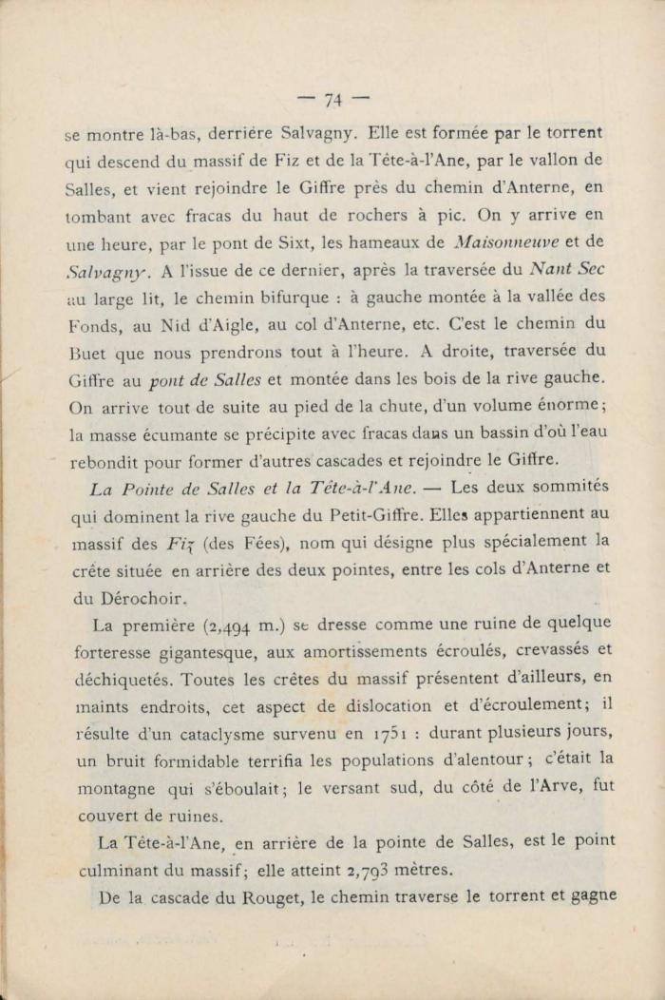 — 74 —
se montre là-bas, derrière Salvagny. Elle est formée par le torrent
qui descend du massif de Fiz et de la Tête-à-l'Ane, par le vallon de
Salles, et vient rejoindre le Giffre près du chemin d'Anterne, en
tombant avec fracas du haut de rochers à pic. On y arrive en
une heure, par le pont de Sixt, les hameaux de Maisonneuve et de
Salvagny. A l'issue de ce dernier, après la traversée du Nant Sec
au large lit, le chemin bifurque : à gauche montée à la vallée des
Fonds, au Nid d'Aigle, au col d'Anterne, etc. C'est le chemin du
Buet que nous prendrons tout à l'heure. A droite, traversée du
Giffre au pont de Salles et montée dans les bois de la rive gauche.
On arrive tout de suite au pied de la chute, d'un volume énorme ;
la masse écumante se précipite avec fracas dans un bassin d'où l'eau
rebondit pour former d'autres cascades et rejoindre le Giffre.
La Pointe de Salles et la Tête-à-l'Ane. — Les deux sommités
qui dominent la rive gauche du Petit-Giffre. Elles appartiennent au
massif des Fiz (des Fées), nom qui désigne plus spécialement la
crête située en arrière des deux pointes, entre les cols d'Anterne et
du Dérochoir.
La première (2,494 m.) se dresse comme une ruine de quelque
forteresse gigantesque, aux amortissements écroulés, crevassés et
déchiquetés. Toutes les crêtes du massif présentent d'ailleurs, en
maints endroits, cet aspect de dislocation et d'écroulement ; il
résulte d'un cataclysme survenu en 1751 : durant plusieurs jours,
un bruit formidable terrifia les populations d'alentour ; c'était la
montagne qui s'éboulait ; le versant sud, du côté de l'Arve, fut
couvert de ruines.
La Tête-à-l'Ane, en arrière de la pointe de Salles, est le point
culminant du massif ; elle atteint 2,793 mètres.
De la cascade du Rouget, le chemin traverse le torrent et gagne